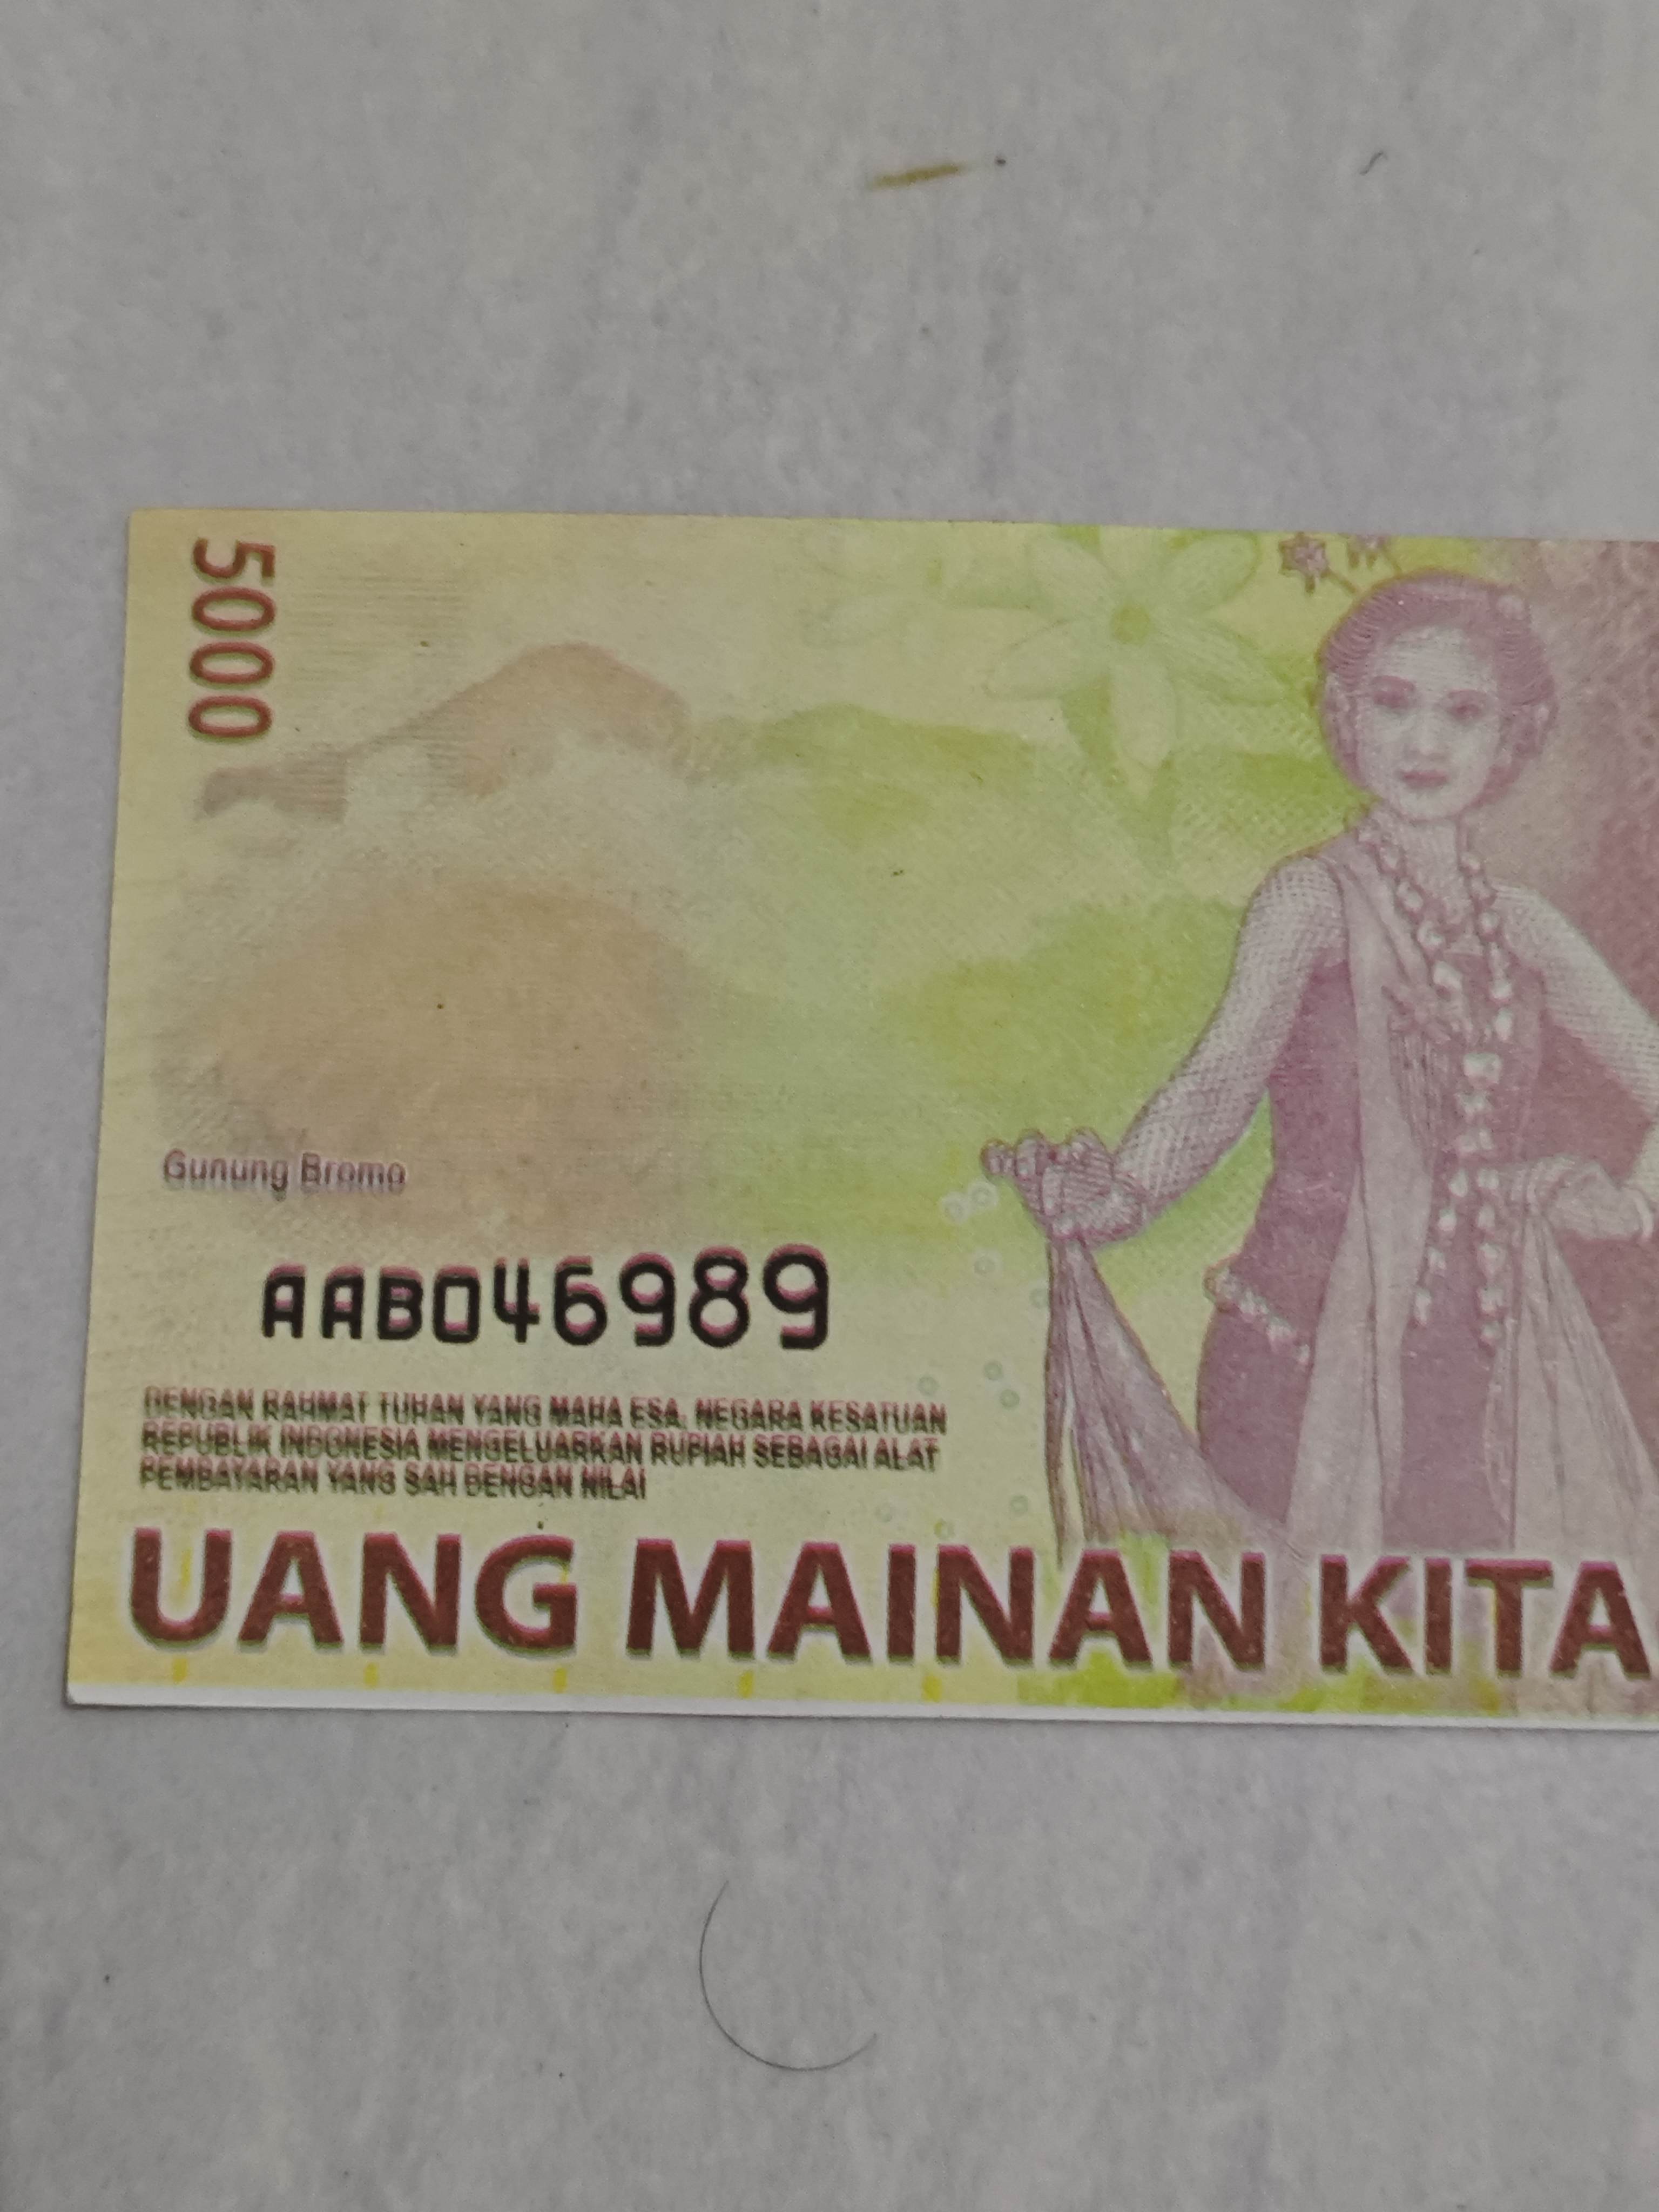 5000
Gunung Bromo
AAB046989
DENGAN RAHMAT TUHAN YANG MAHA ESA, NEGARA KESATUAN
REPUBLIK INDONESIA MENGELUARKAN RUPIAH SEBAGAI ALAT
PEMBAYARAN YANG SAH DENGAN NILAI
UANG MAINAN KITA